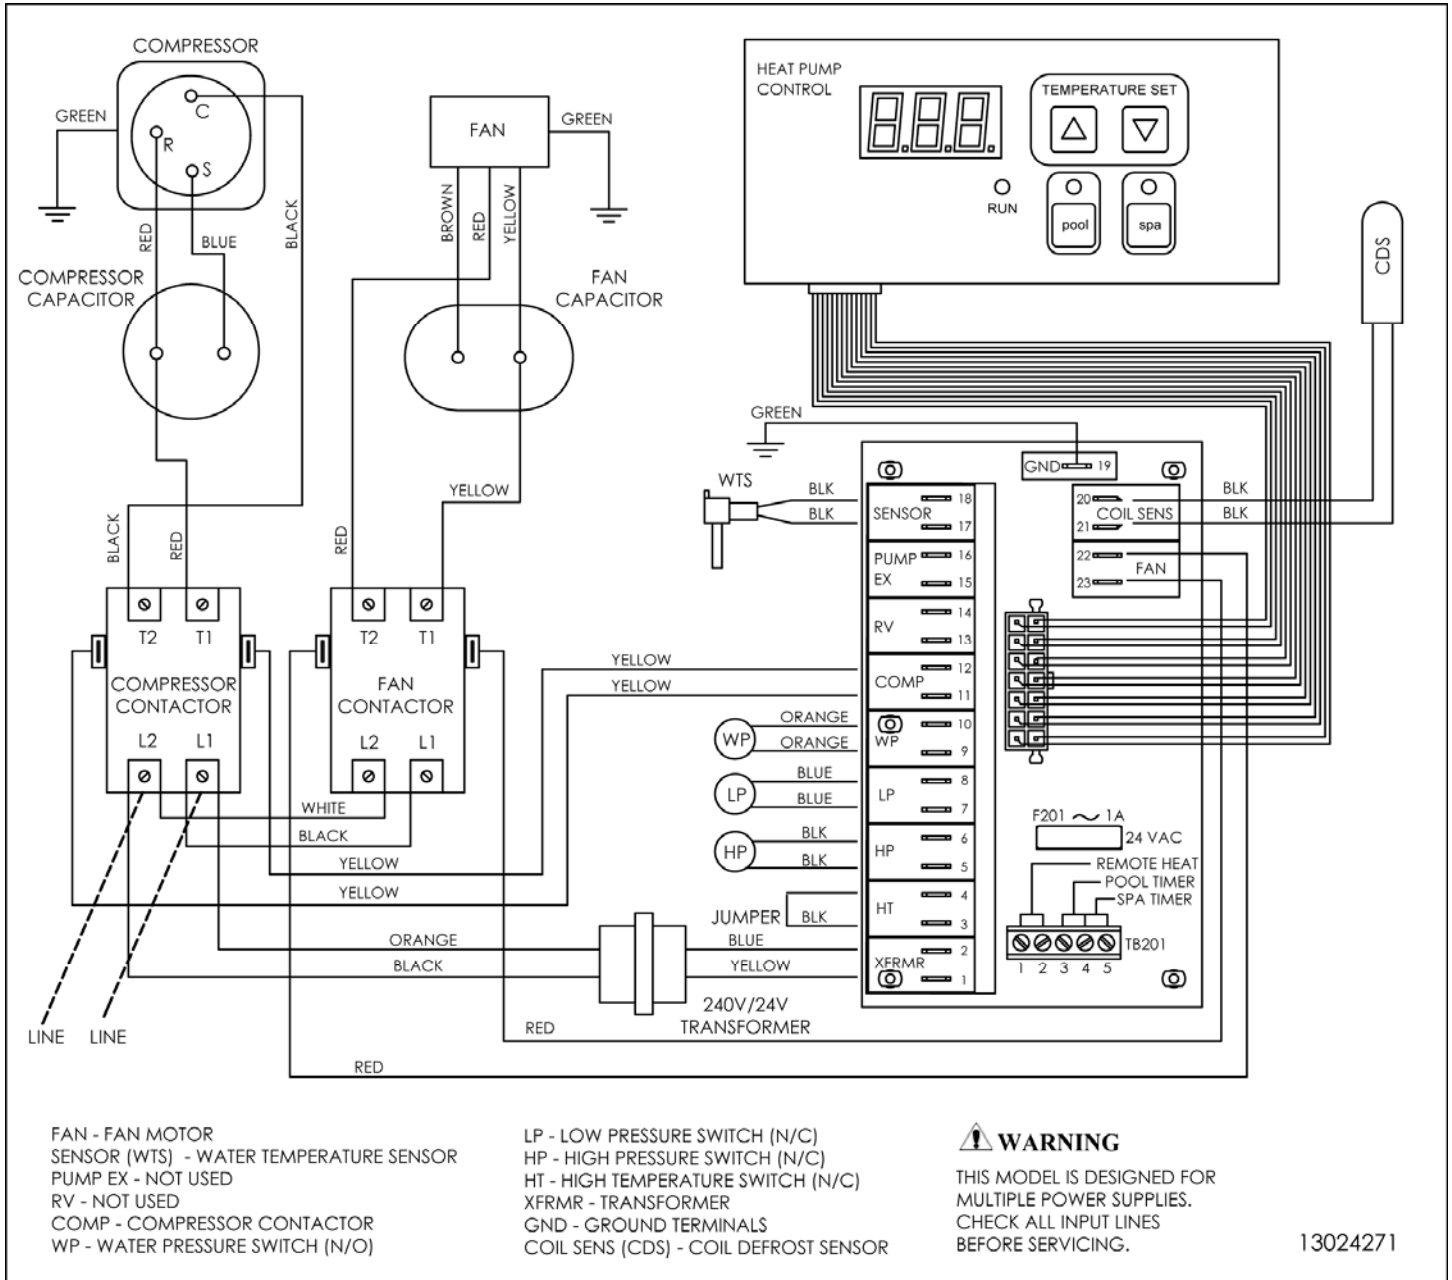 COMPRESSOR
C
R
S
GREEN
RED
BLUE
BLACK
COMPRESSOR
CAPACITOR
FAN
GREEN
BROWN
RED
YELLOW
FAN
CAPACITOR
HEAT PUMP
CONTROL
8.8.8.
TEMPERATURE SET
RUN
pool
spa
CDS
GREEN
GND
19
WTS
BLK
BLK
SENSOR
18
17
PUMP
EX
16
15
RV
14
13
COMP
12
11
WP
10
9
LP
8
7
HP
6
5
HT
4
3
XFRMR
2
1
20
21
COIL SENS
22
23
FAN
BLK
BLK
YELLOW
BLACK
RED
RED
T2
T1
COMPRESSOR
CONTACTOR
L2
L1
T2
T1
FAN
CONTACTOR
L2
L1
YELLOW
YELLOW
WP
ORANGE
ORANGE
LP
BLUE
BLUE
HP
BLK
BLK
JUMPER
BLK
WHITE
BLACK
YELLOW
YELLOW
ORANGE
BLACK
BLUE
YELLOW
240V/24V
TRANSFORMER
RED
RED
LINE
LINE
F201
1A
24 VAC
REMOTE HEAT
POOL TIMER
SPA TIMER
TB201
1 2 3 4 5
FAN - FAN MOTOR
SENSOR (WTS) - WATER TEMPERATURE SENSOR
PUMP EX - NOT USED
RV - NOT USED
COMP - COMPRESSOR CONTACTOR
WP - WATER PRESSURE SWITCH (N/O)
LP - LOW PRESSURE SWITCH (N/C)
HP - HIGH PRESSURE SWITCH (N/C)
HT - HIGH TEMPERATURE SWITCH (N/C)
XFRMR - TRANSFORMER
GND - GROUND TERMINALS
COIL SENS (CDS) - COIL DEFROST SENSOR
WARNING
THIS MODEL IS DESIGNED FOR
MULTIPLE POWER SUPPLIES.
CHECK ALL INPUT LINES
BEFORE SERVICING.
13024271